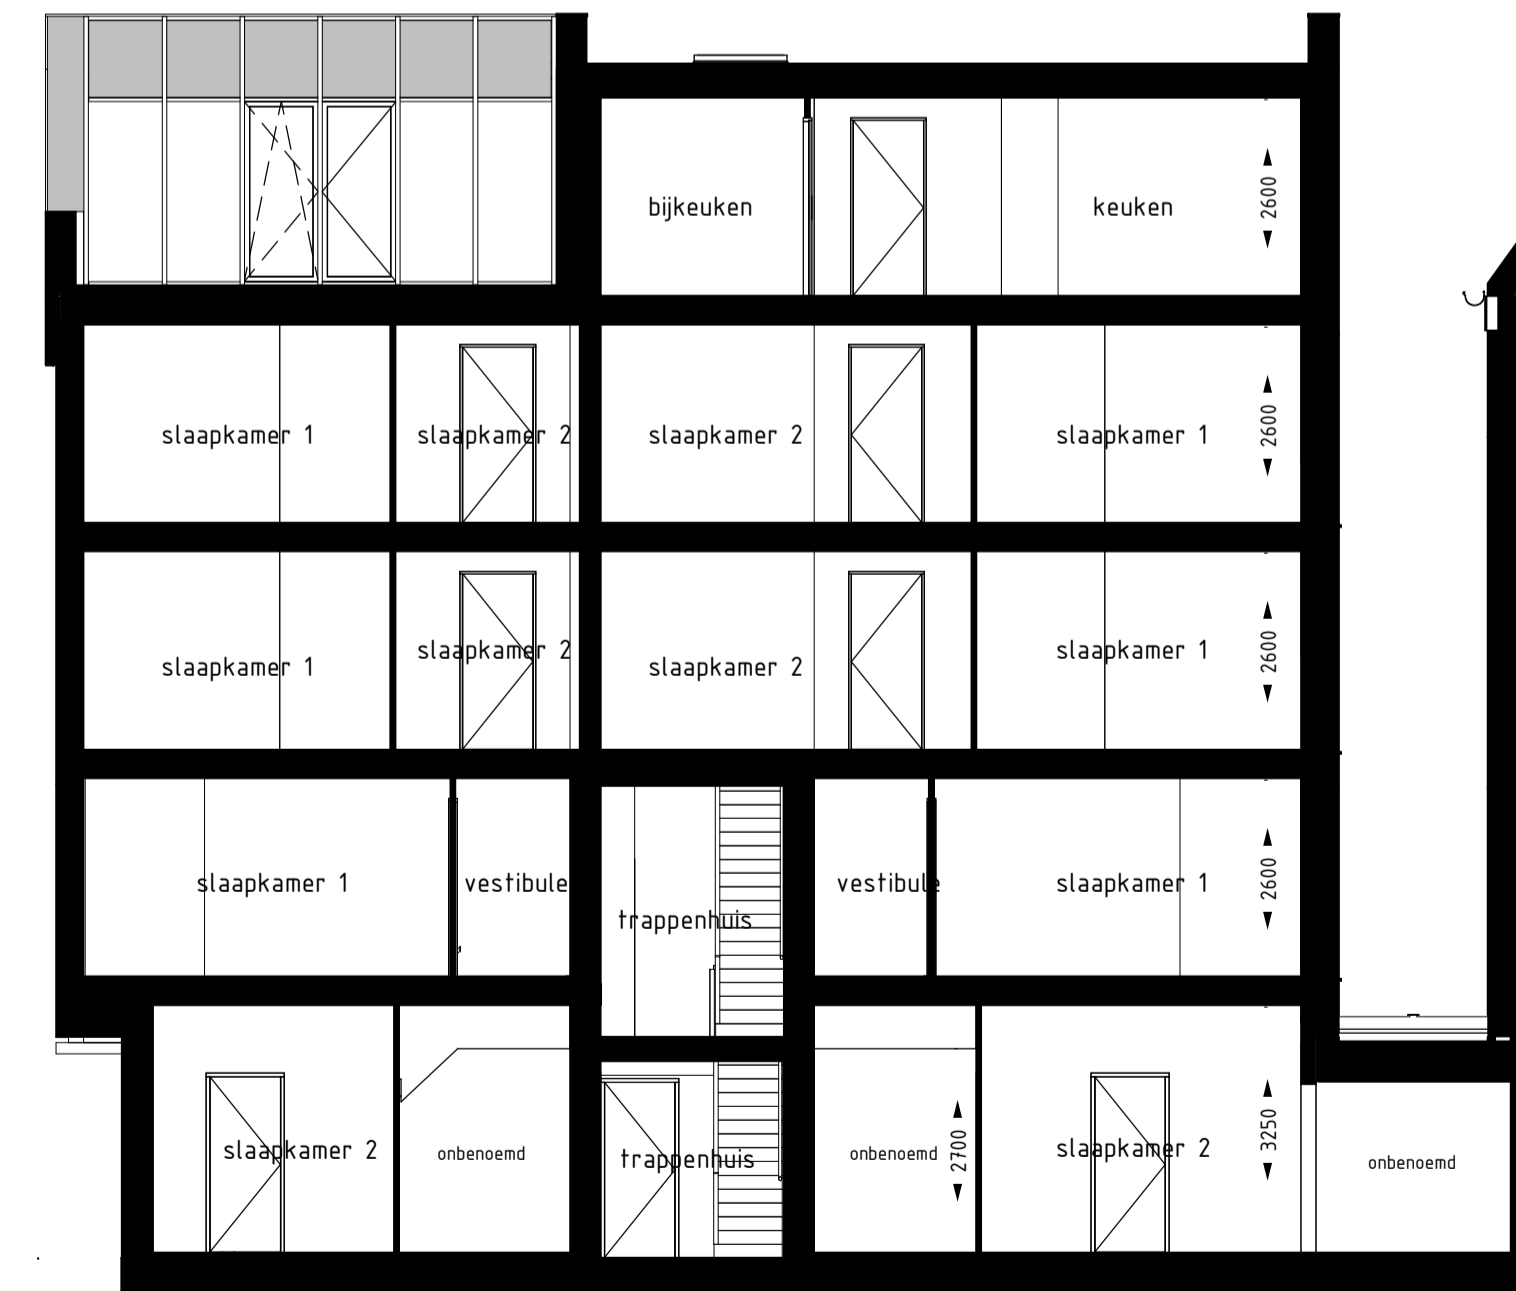 bijkeuken
keuken
2600
slaapkamer 1
slaapkamer 2
slaapkamer 2
slaapkamer 1
2600
slaapkamer 1
slaapkamer 2
slaapkamer 2
slaapkamer 1
2600
slaapkamer 1
vestibule
trappenhuis
vestibule
slaapkamer 1
2600
slaapkamer 2
onbenoemd
trappenhuis
onbenoemd
2700
slaapkamer 2
3250
onbenoemd